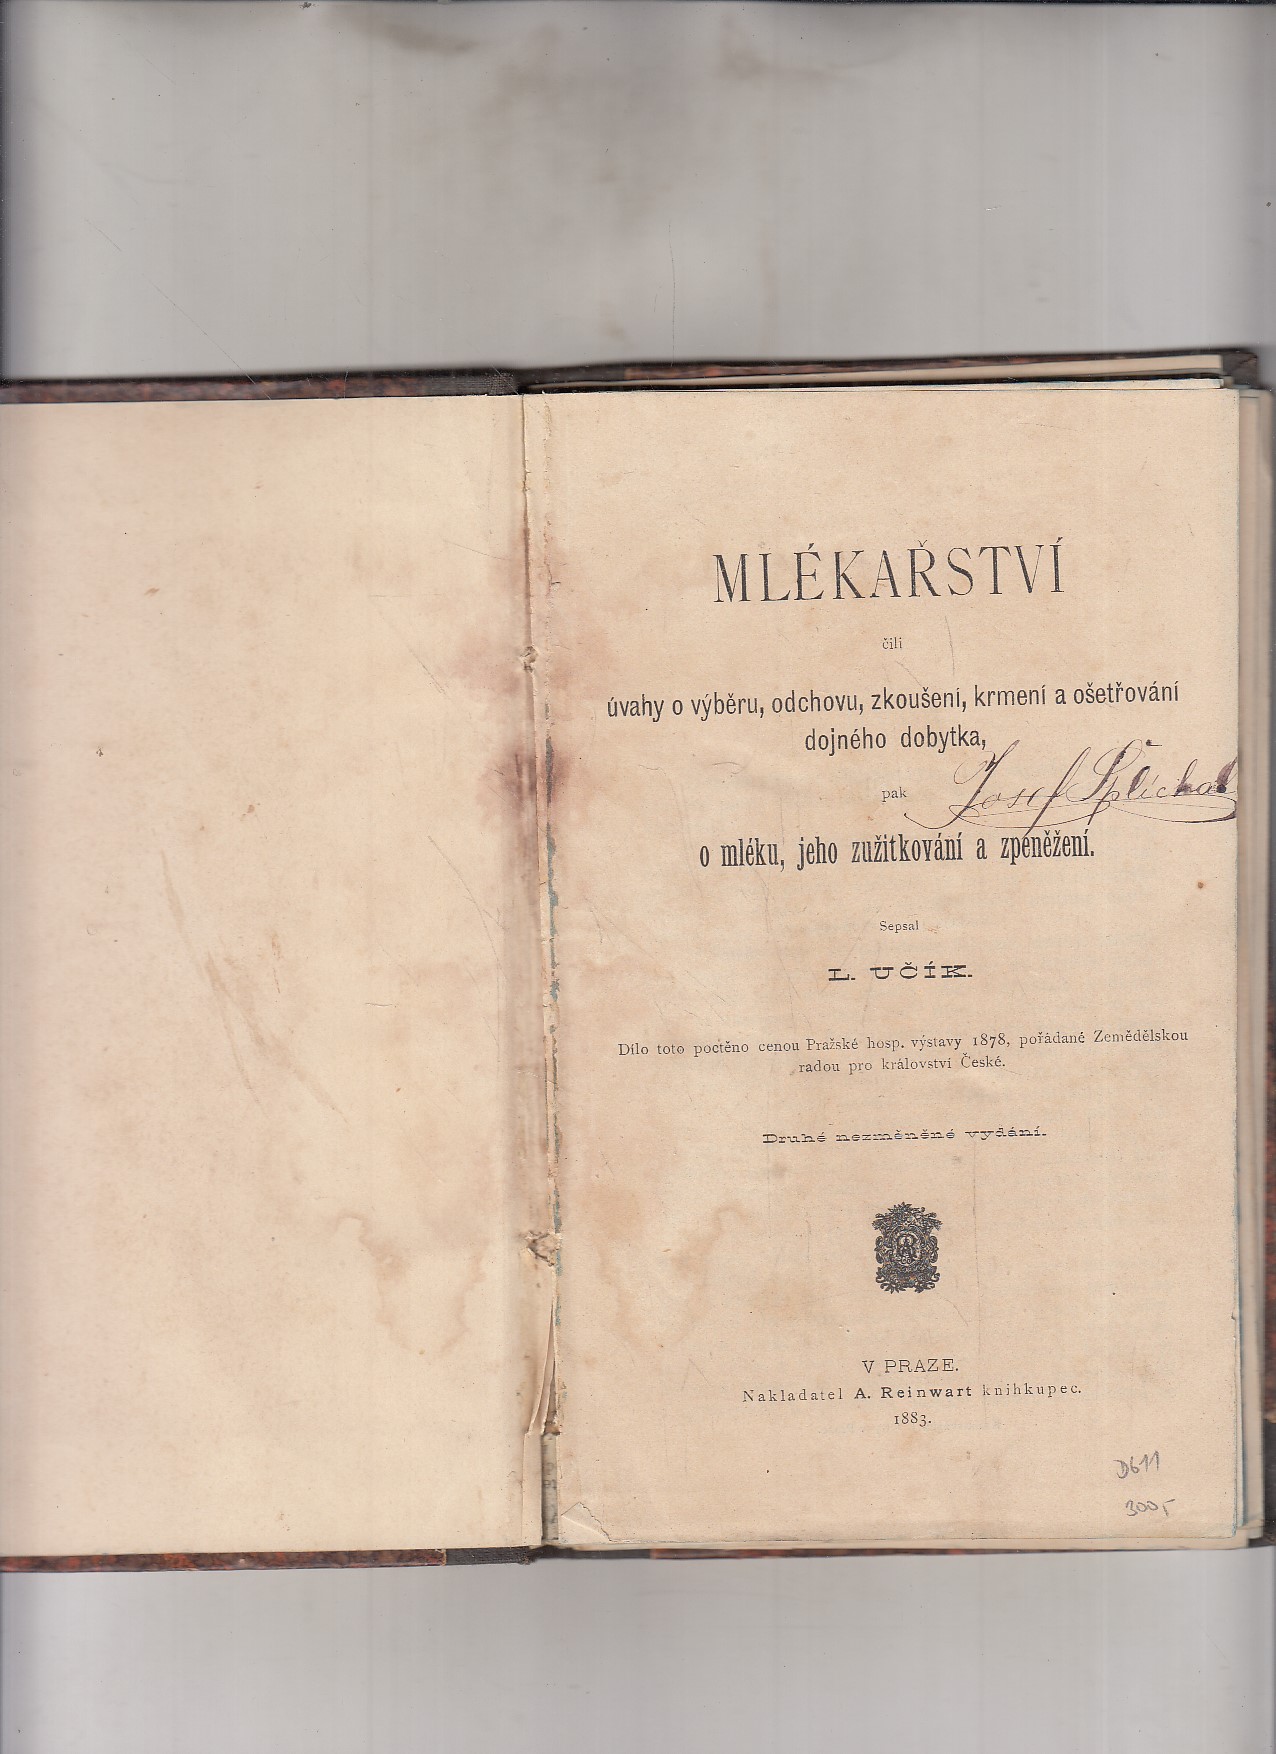 MLÉKAŘSTVÍ
čili
úvahy o výběru, odchovu, zkoušení, krmení a ošetřování
dojného dobytka,
pak
Josef Šplíchal
o mléku, jeho zužitkování a zpeněžení.
Sepsal
L. UČÍK.
Dílo toto poctěno cenou Pražské hosp. výstavy 1878, pořádané Zemědělskou
radou pro království České.
Druhé nezměněné vydání.
V PRAZE.
Nakladatel A. Reinwart knihkupec.
1883.
D611